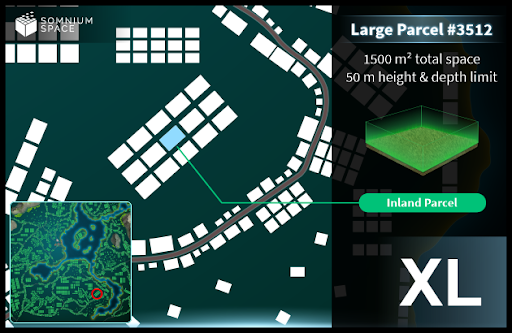 SOMNIUM
SPACE
Large Parcel #3512
1500 m² total space
50 m height & depth limit
Inland Parcel
XL